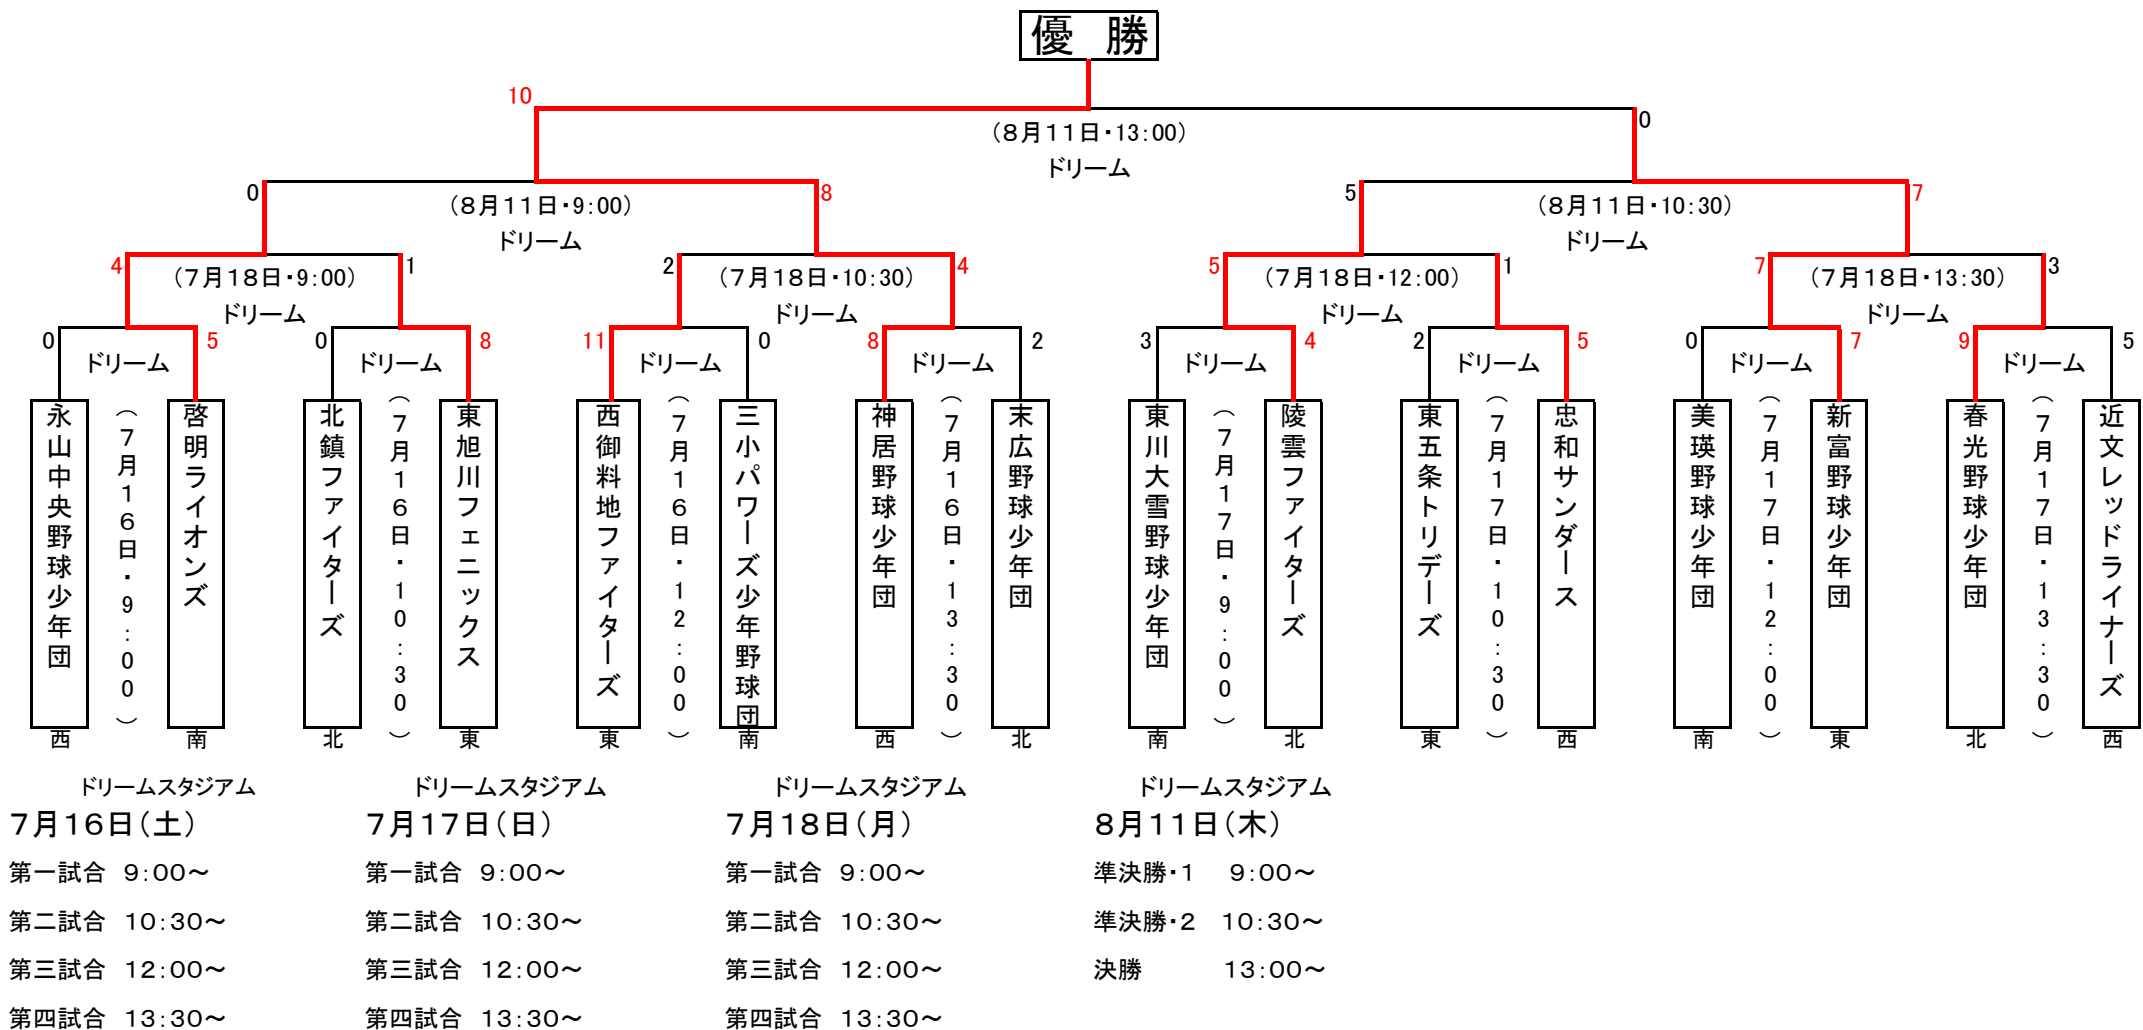 優　勝
10
0
（8月11日・13:00）
ドリーム
0
8
5
7
（8月11日・9:00）
（8月11日・10:30）
ドリーム
ドリーム
4
1
2
4
5
1
7
3
（7月18日・9:00）
（7月18日・10:30）
（7月18日・12:00）
（7月18日・13:30）
ドリーム
ドリーム
ドリーム
ドリーム
0
5
0
8
11
0
8
2
3
4
2
5
0
7
9
5
ドリーム
ドリーム
ドリーム
ドリーム
ドリーム
ドリーム
ドリーム
ドリーム
永山中央野球少年団
（7月16日・9:00）
啓明ライオンズ
北鎮ファイターズ
（7月16日・10:30）
東旭川フェニックス
西御料地ファイターズ
（7月16日・12:00）
三小パワーズ少年野球団
神居野球少年団
（7月16日・13:30）
末広野球少年団
東川大雪野球少年団
（7月17日・9:00）
陵雲ファイターズ
東五条トリデーズ
（7月17日・10:30）
忠和サンダース
美瑛野球少年団
（7月17日・12:00）
新富野球少年団
春光野球少年団
（7月17日・13:30）
近文レッドライナーズ
西
南
北
東
東
南
西
北
南
北
東
西
南
東
北
西
ドリームスタジアム
7月16日（土）
第一試合　9:00～
第二試合　10:30～
第三試合　12:00～
第四試合　13:30～
ドリームスタジアム
7月17日（日）
第一試合　9:00～
第二試合　10:30～
第三試合　12:00～
第四試合　13:30～
ドリームスタジアム
7月18日（月）
第一試合　9:00～
第二試合　10:30～
第三試合　12:00～
第四試合　13:30～
ドリームスタジアム
8月11日（木）
準決勝・1　9:00～
準決勝・2　10:30～
決勝　13:00～